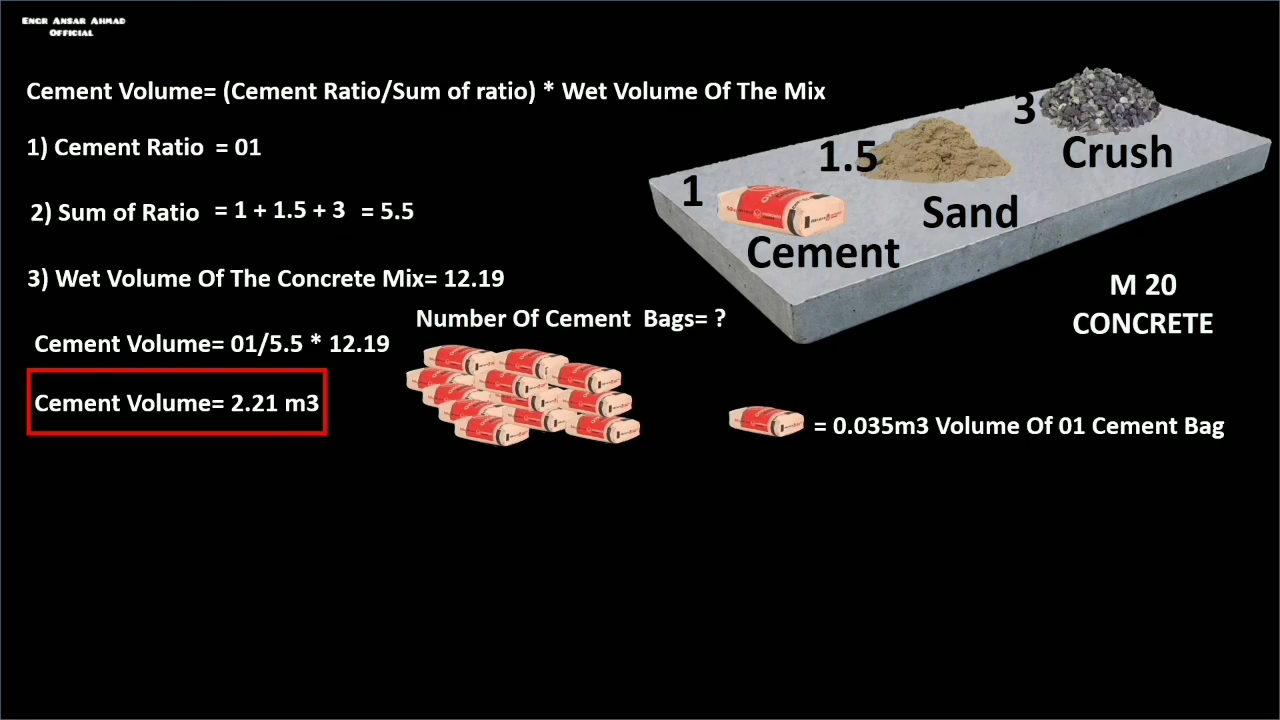 Engr Ansar Ahmad
Official
Cement Volume= (Cement Ratio/Sum of ratio) * Wet Volume Of The Mix
1) Cement Ratio = 01
2) Sum of Ratio = 1 + 1.5 + 3 = 5.5
3) Wet Volume Of The Concrete Mix= 12.19
Cement Volume= 01/5.5 * 12.19
Cement Volume= 2.21 m3
Number Of Cement Bags= ?
1
Cement
1.5
Sand
3
Crush
M 20
CONCRETE
= 0.035m3 Volume Of 01 Cement Bag